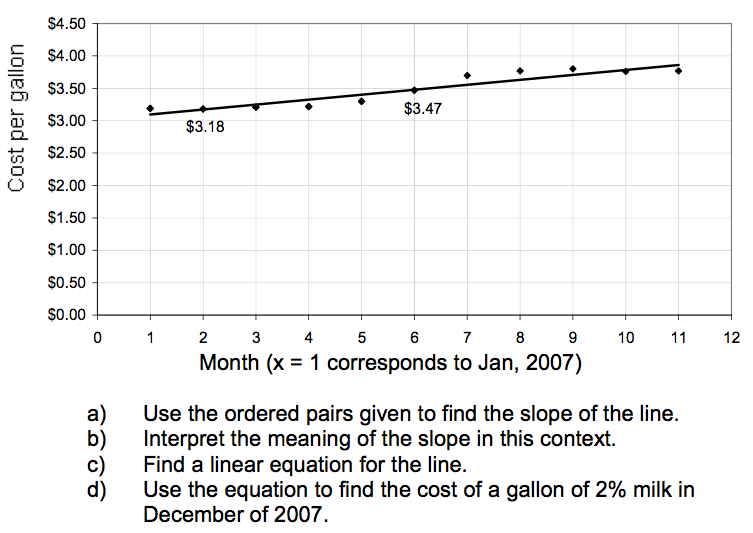 Cost per gallon
$4.50
$4.00
$3.50
$3.00
$2.50
$2.00
$1.50
$1.00
$0.50
$0.00
$3.18
$3.47
0 1 2 3 4 5 6 7 8 9 10 11 12
Month (x = 1 corresponds to Jan, 2007)
a) Use the ordered pairs given to find the slope of the line.
b) Interpret the meaning of the slope in this context.
c) Find a linear equation for the line.
d) Use the equation to find the cost of a gallon of 2% milk in
December of 2007.